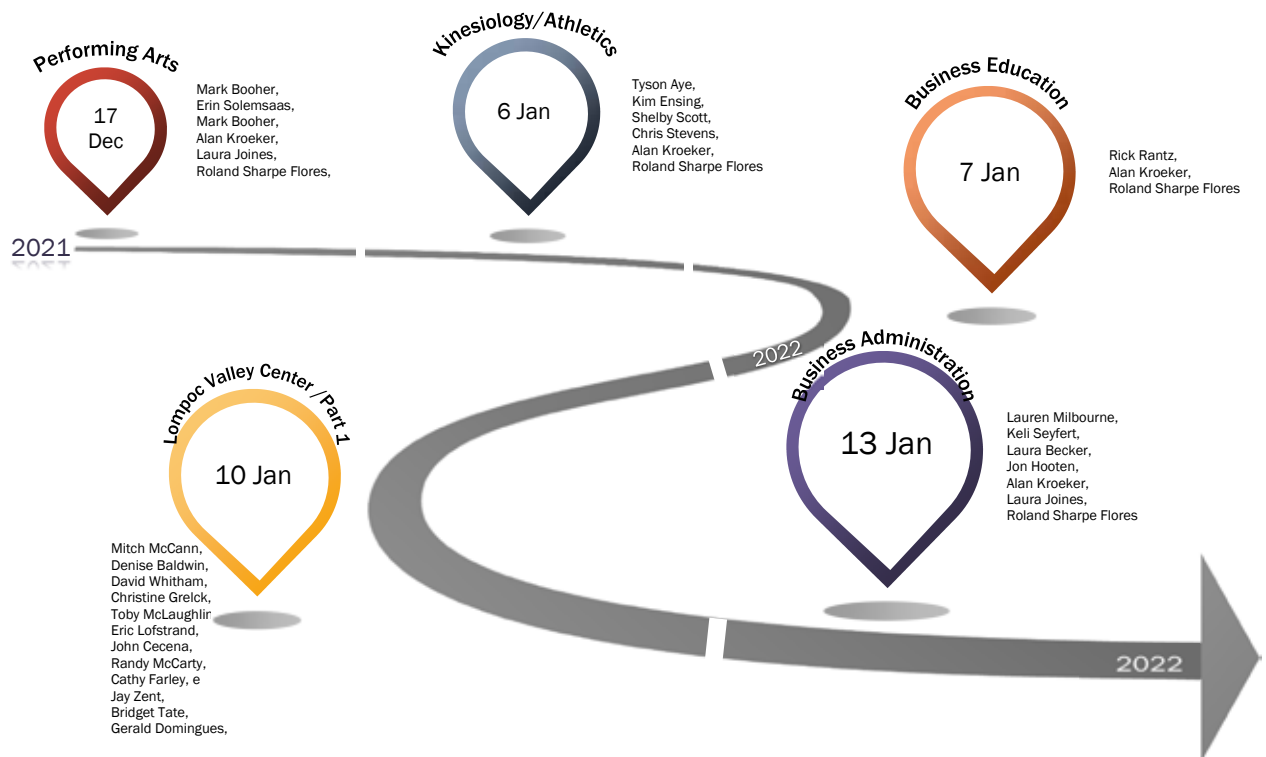 Performing Arts
17
Dec
Mark Booher,
Erin Solemsaas,
Mark Booher,
Alan Kroeker,
Laura Joines,
Roland Sharpe Flores,
Kinesiology/Athletics
6 Jan
Tyson Aye,
Kim Ensing,
Shelby Scott,
Chris Stevens,
Alan Kroeker,
Roland Sharpe Flores
Business Education
7 Jan
Rick Rantz,
Alan Kroeker,
Roland Sharpe Flores
2021
2022
Lompoc Valley Center /Part 1
10 Jan
Mitch McCann,
Denise Baldwin,
David Whitham,
Christine Grelck,
Toby McLaughlin
Eric Lofstrand,
John Cecena,
Randy McCarty,
Cathy Farley, e
Jay Zent,
Bridget Tate,
Gerald Domingues,
Business Administration
13 Jan
Lauren Milbourne,
Keli Seyfert,
Laura Becker,
Jon Hooten,
Alan Kroeker,
Laura Joines,
Roland Sharpe Flores
2022